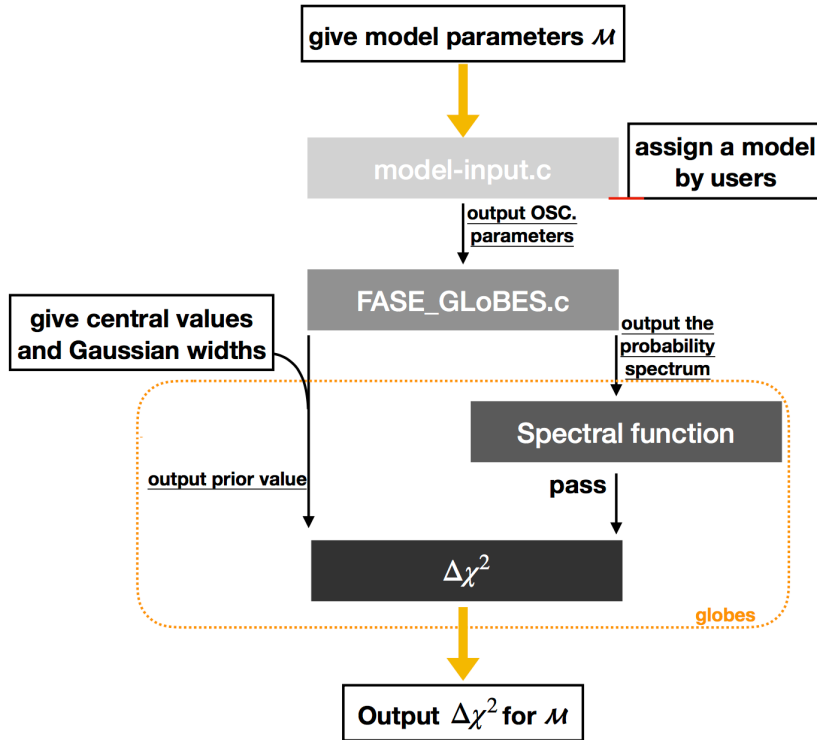 give model parameters 𝓜
model-input.c
assign a model
by users
output OSC.
parameters
FASE_GLoBES.c
give central values
and Gaussian widths
output the
probability
spectrum
Spectral function
output prior value
pass
Δχ²
globes
Output Δχ² for 𝓜